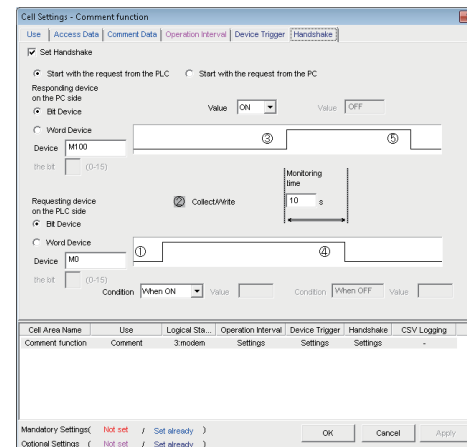 Cell Settings - Comment function
Use Access Data Comment Data Operation Interval Device Trigger Handshake
Set Handshake
Start with the request from the PLC Start with the request from the PC
Responding device
on the PC side
Value ON Value OFF
Bit Device
Word Device
③ ⑤
Device M100
the bit (0-15)
Monitoring
time
Requesting device
on the PLC side
② Collect/Write 10 s
Bit Device
Word Device
① ④
Device M0
the bit (0-15)
Condition When ON Value Condition When OFF Value
Cell Area Name Use Logical Sta... Operation Interval Device Trigger Handshake CSV Logging
Comment function Comment 3:modem Settings Settings Settings -
Mandatory Settings( Not set / Set already )
OK Cancel Apply
Optional Settings ( Not set / Set already )